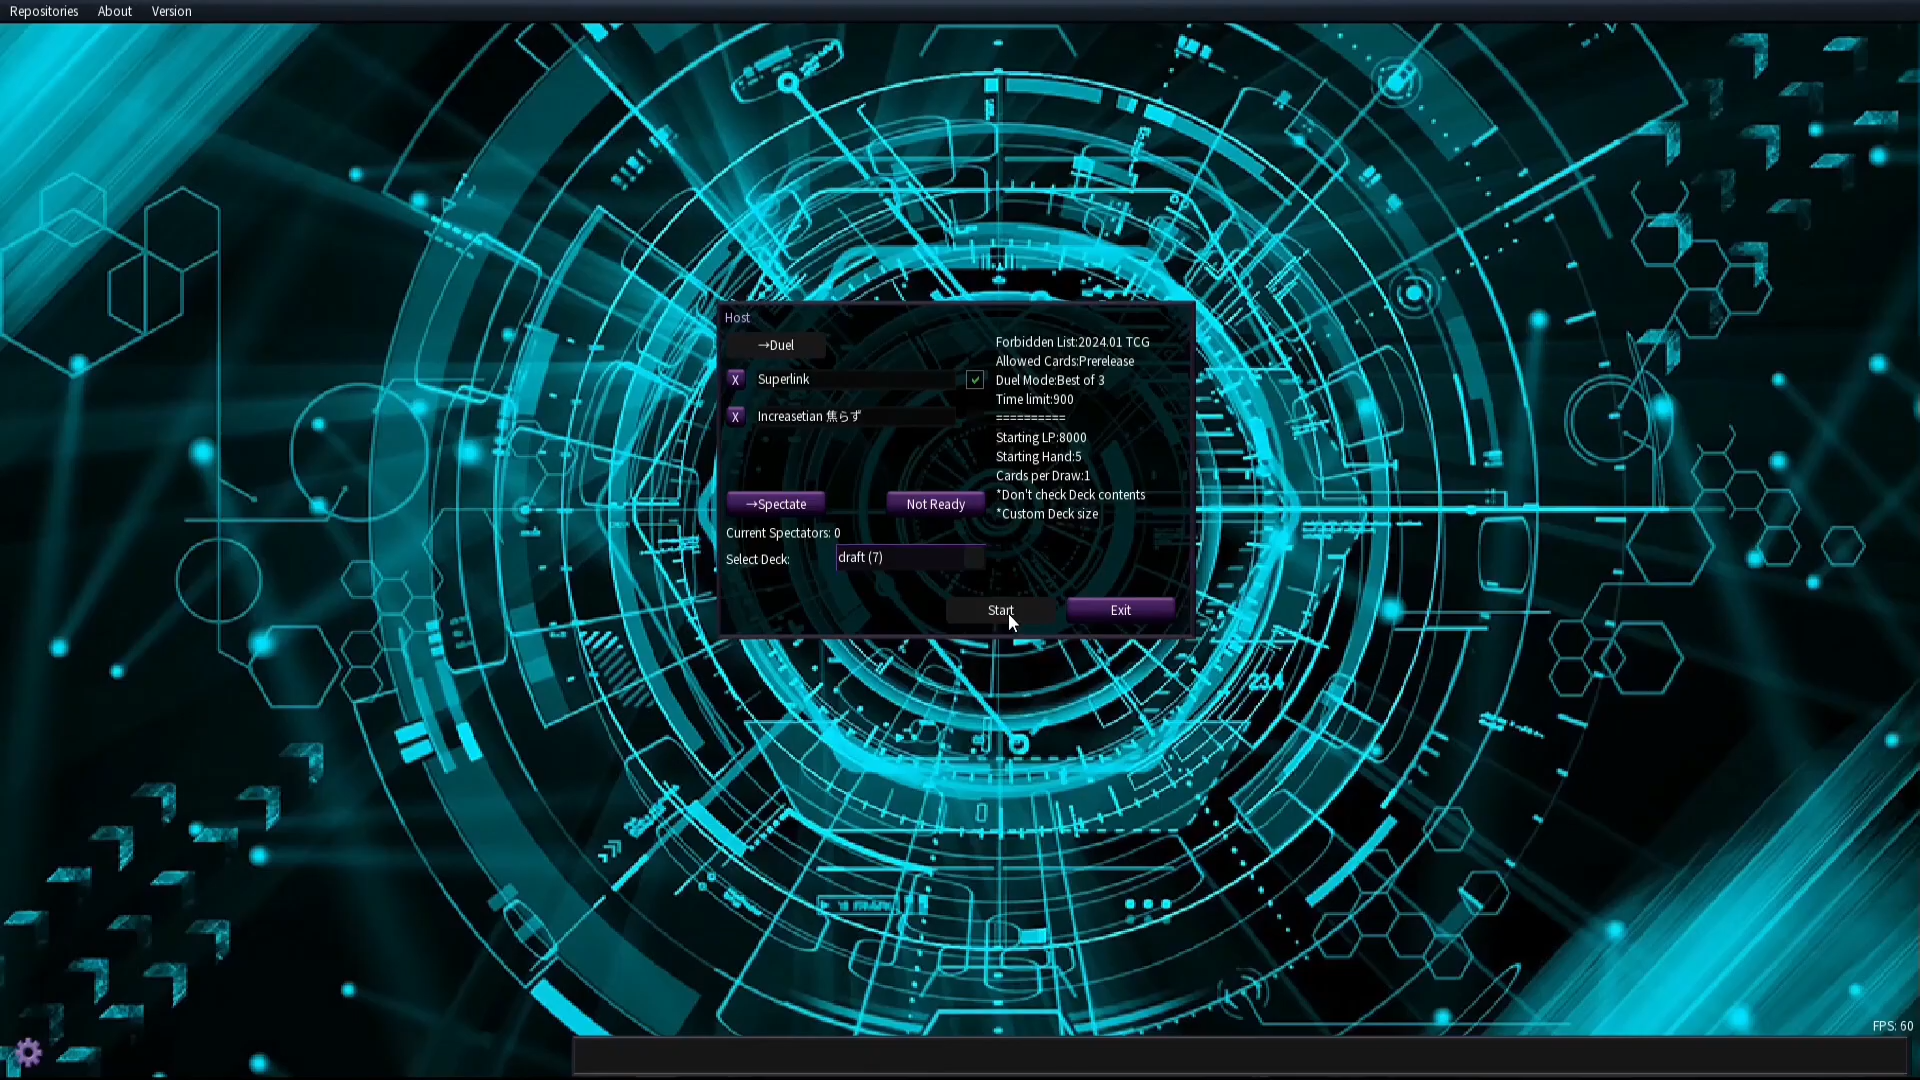 Repositories About Version
Host
→Duel
X Superlink
X Increasetian 焦らず
→Spectate Not Ready
Current Spectators: 0
Select Deck: draft (7)
Forbidden List:2024.01 TCG
Allowed Cards:Prerelease
Duel Mode:Best of 3
Time limit:900
==========
Starting LP:8000
Starting Hand:5
Cards per Draw:1
*Don't check Deck contents
*Custom Deck size
Start Exit
234
FPS: 60